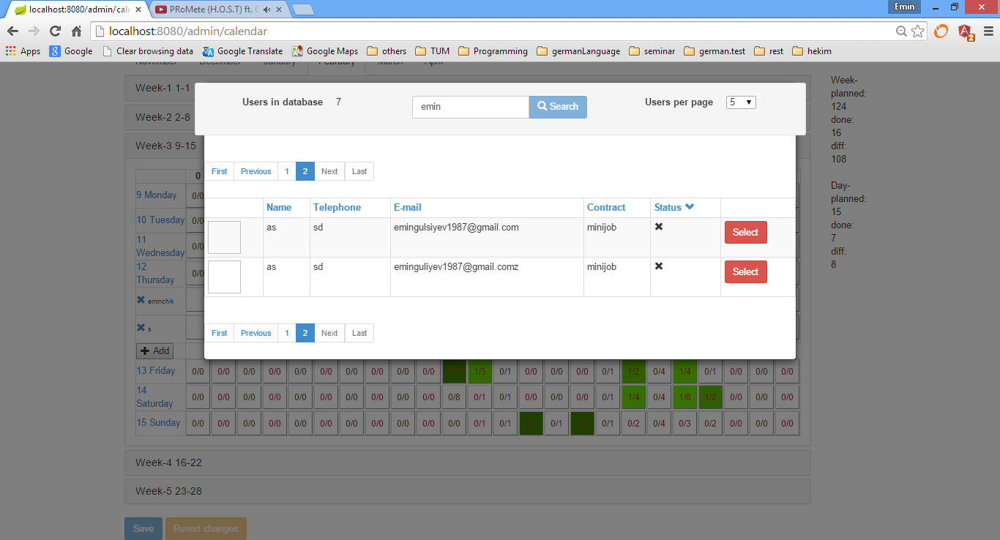 localhost:8080/admin/cale
PRoMete (H.O.S.T) ft.
Emin
localhost:8080/admin/calendar
Apps Google Clear browsing data Google Translate Google Maps others TUM Programming germanLanguage seminar german.test rest hekim
November December January February March April
Week-1 1-1
Week-2 2-8
Week-3 9-15
Users in database 7
emin
Search
Users per page 5
First Previous 1 2 Next Last
Name Telephone E-mail Contract Status
as sd emingulsiyev1987@gmail.com minijob Select
as sd eminguliyev1987@gmail.comz minijob Select
First Previous 1 2 Next Last
0
9 Monday 0/0
10 Tuesday 0/0
11
Wednesday 0/0
12
Thursday 0/0
eminchik
s
Add
13 Friday 0/0 0/0 0/0 0/0 0/0 0/0 0/0 0/0 0/0 0/0 1/3 0/1 0/0 0/0 0/0 0/1 1/2 0/4 1/4 0/1 0/0 0/0 0/0
14
Saturday 0/0 0/0 0/0 0/0 0/0 0/0 0/0 0/0 0/0 0/0 0/8 0/1 0/1 0/0 0/0 0/0 0/1 1/4 0/4 1/6 1/2 0/0 0/0 0/0
15 Sunday 0/0 0/0 0/0 0/0 0/0 0/0 0/0 0/0 0/0 0/0 0/0 0/1 0/1 0/1 0/1 0/2 0/4 0/3 0/2 0/0 0/0 0/0
Week-4 16-22
Week-5 23-28
Save Revert changes
Week-
planned:
124
done:
16
diff:
108
Day-
planned:
15
done:
7
diff:
8